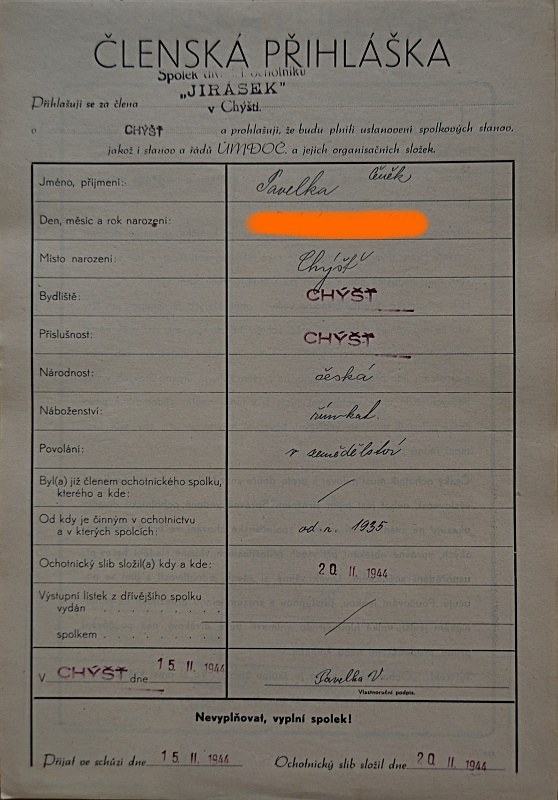 ČLENSKÁ PŘIHLÁŠKA
Spolek div. ochotníků
„JIRÁSEK"
Přihlašuji se za člena v Chýšti.
o CHÝŠŤ a prohlašuji, že budu plniti ustanovení spolkových stanov,
jakož i stanov a řádů ÚMDOC. a jejich organisačních složek.
Jméno, příjmení: Pavelka Čeněk
Den, měsíc a rok narození:
Místo narození: Chýšť
Bydliště: CHÝŠŤ
Příslušnost: CHÝŠŤ
Národnost: česká
Náboženství: řím. kat.
Povolání: v zemědělství
Byl(a) již členem ochotnického spolku,
kterého a kde: /
Od kdy je činným v ochotnictvu
a v kterých spolcích: od. r. 1935
Ochotnický slib složil(a) kdy a kde: 20 II. 1944
Výstupní lístek z dřívějšího spolku
vydán . . . . . . . . . .
spolkem . . . . . . . . . . /
V CHÝŠŤ dne 15 II. 1944 Pavelka V.
Vlastnoruční podpis.
Nevyplňovat, vyplní spolek!
Přijat ve schůzi dne 15 II. 1944 Ochotnický slib složil dne 20 II. 1944